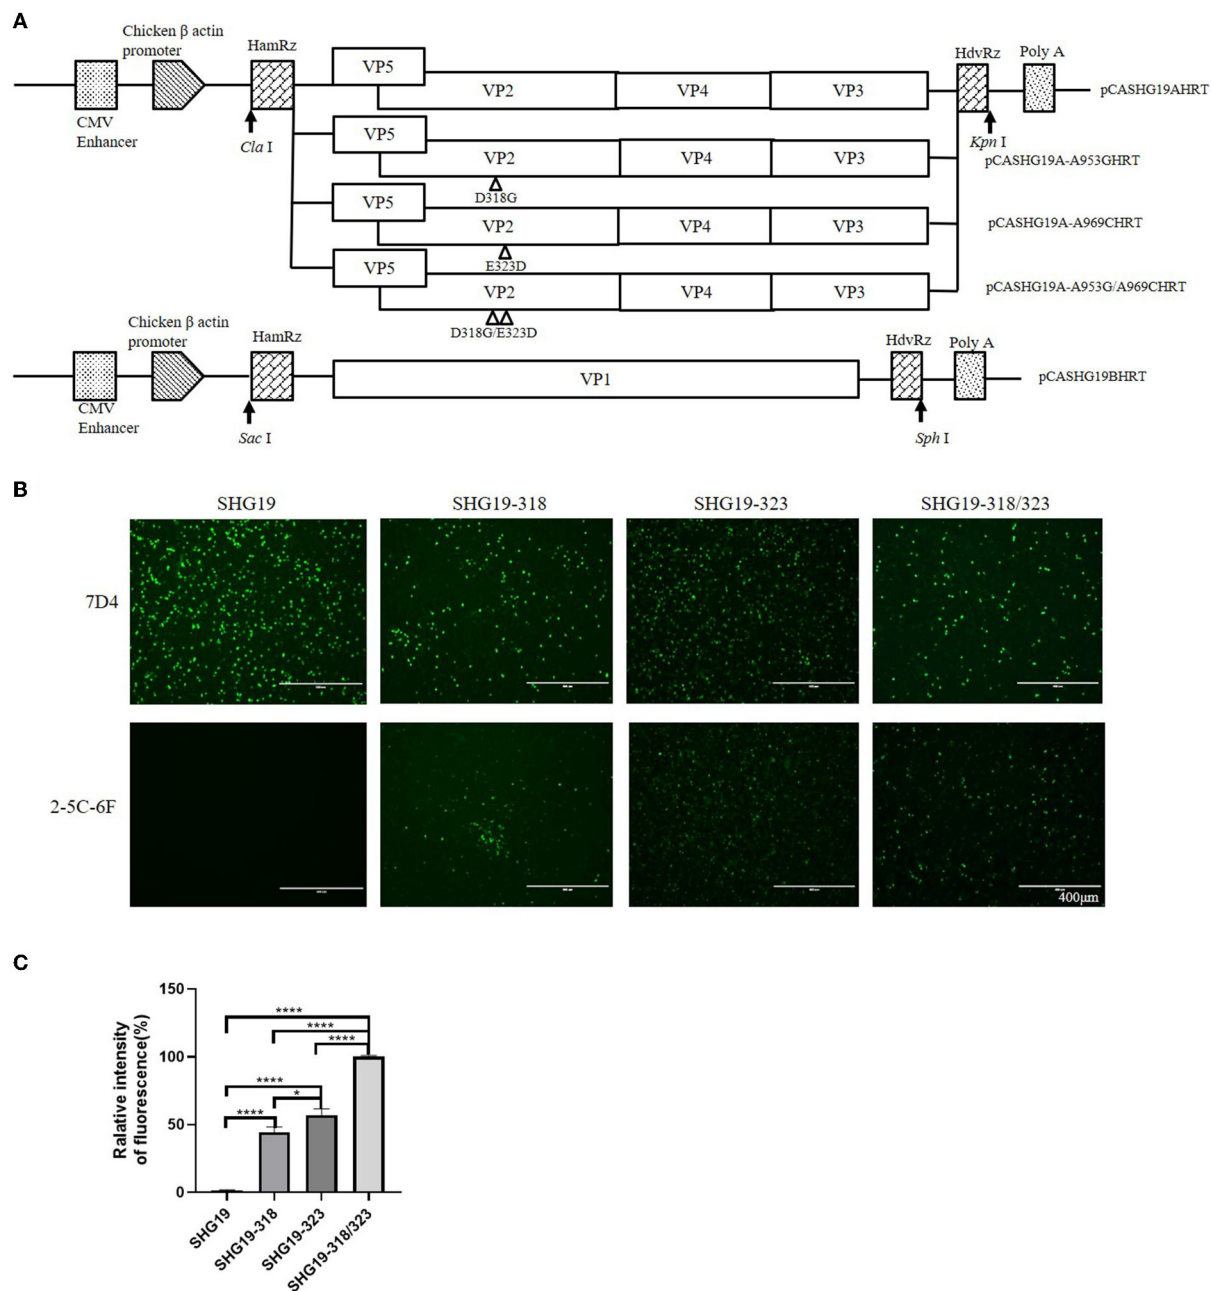 A
Chicken β actin
promoter
HamRz
HdvRz
Poly A
VP5
VP2
VP4
VP3
pCASHG19AHRT
CMV
Enhancer
Cla I
Kpn I
VP5
VP2
VP4
VP3
pCASHG19A-A953GHRT
D318G
VP5
VP2
VP4
VP3
pCASHG19A-A969CHRT
E323D
VP5
VP2
VP4
VP3
pCASHG19A-A953G/A969CHRT
D318G/E323D
Chicken β actin
promoter
HamRz
HdvRz
Poly A
VP1
pCASHG19BHRT
CMV
Enhancer
Sac I
Sph I
B
SHG19
SHG19-318
SHG19-323
SHG19-318/323
7D4
2-5C-6F
400μm
C
Ralative intensity
of fluorescence(%)
150
100
50
0
****
****
****
****
*
****
SHG19
SHG19-318
SHG19-323
SHG19-318/323